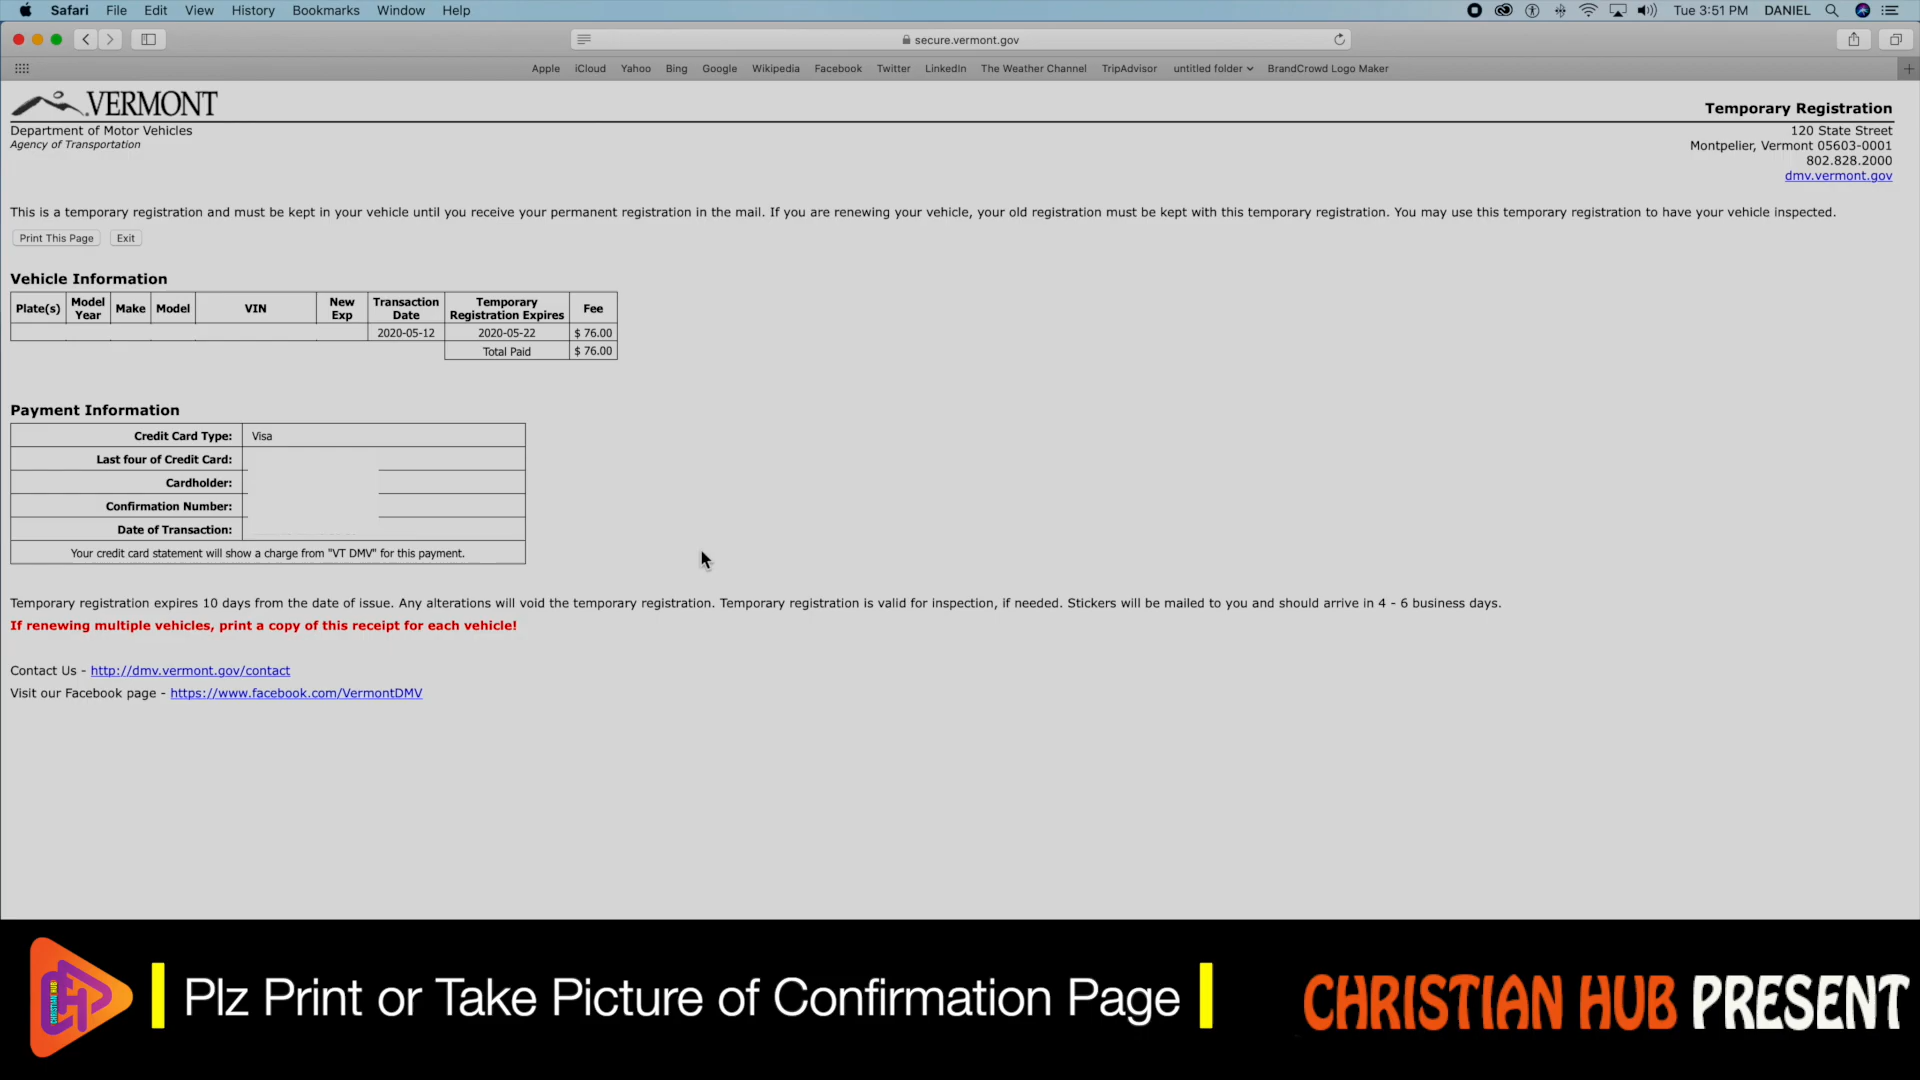 Safari File Edit View History Bookmarks Window Help Tue 3:51 PM DANIEL
secure.vermont.gov
Apple iCloud Yahoo Bing Google Wikipedia Facebook Twitter LinkedIn The Weather Channel TripAdvisor untitled folder BrandCrowd Logo Maker
VERMONT
Temporary Registration
Department of Motor Vehicles
Agency of Transportation
120 State Street
Montpelier, Vermont 05603-0001
802.828.2000
dmv.vermont.gov
This is a temporary registration and must be kept in your vehicle until you receive your permanent registration in the mail. If you are renewing your vehicle, your old registration must be kept with this temporary registration. You may use this temporary registration to have your vehicle inspected.
Print This Page Exit
Vehicle Information
Plate(s) Model Year Make Model VIN New Exp Transaction Date Temporary Registration Expires Fee
2020-05-12 2020-05-22 $ 76.00
Total Paid $ 76.00
Payment Information
Credit Card Type: Visa
Last four of Credit Card:
Cardholder:
Confirmation Number:
Date of Transaction:
Your credit card statement will show a charge from "VT DMV" for this payment.
Temporary registration expires 10 days from the date of issue. Any alterations will void the temporary registration. Temporary registration is valid for inspection, if needed. Stickers will be mailed to you and should arrive in 4 - 6 business days.
If renewing multiple vehicles, print a copy of this receipt for each vehicle!
Contact Us - http://dmv.vermont.gov/contact
Visit our Facebook page - https://www.facebook.com/VermontDMV
CHRISTIAN HUB
Plz Print or Take Picture of Confirmation Page
CHRISTIAN HUB PRESENT